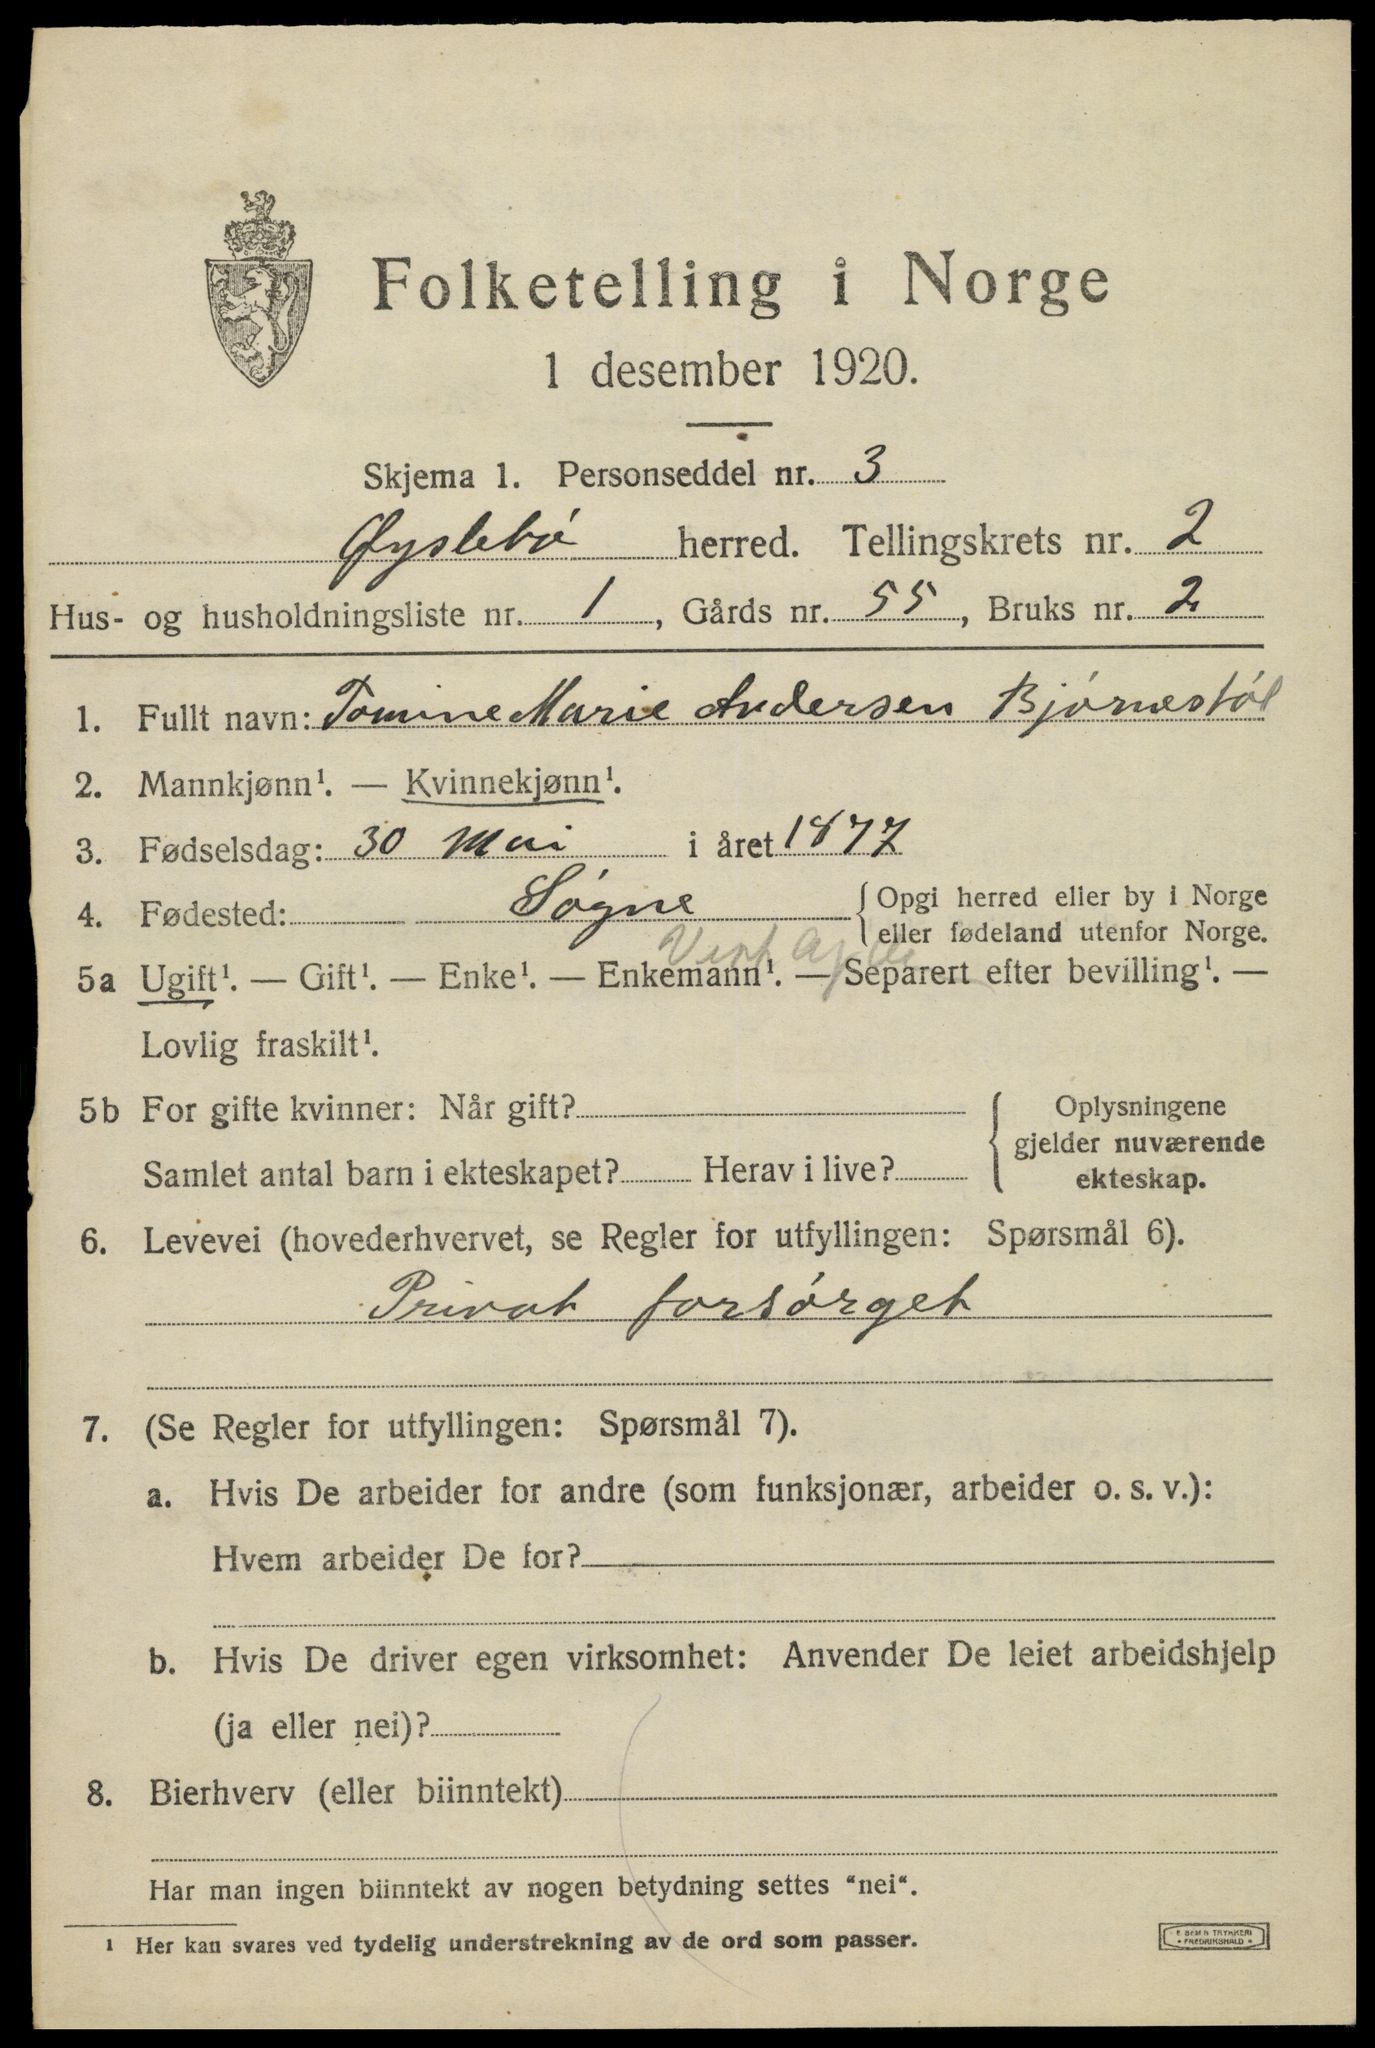 Folketelling i Norge
1 desember 1920.
Skjema 1. Personseddel nr. 3
Øyslebø herred. Tellingskrets nr. 2
Hus- og husholdningsliste nr. 1, Gårds nr. 55, Bruks nr. 2
1. Fullt navn: Tomine Marie Andersen Bjørnestøl
2. Mannkjønn¹. — Kvinnekjønn¹.
3. Fødselsdag: 30 Mai i året 1877
4. Fødested: Søgne { Opgi herred eller by i Norge
eller fødeland utenfor Norge.
Vest Agder
5a Ugift¹. — Gift¹. — Enke¹. — Enkemann¹. — Separert efter bevilling¹. —
Lovlig fraskilt¹.
5b For gifte kvinner: Når gift? { Oplysningene
gjelder nuværende
Samlet antal barn i ekteskapet? Herav i live? ekteskap.
6. Levevei (hovederhvervet, se Regler for utfyllingen: Spørsmål 6).
Privat forsørget
7. (Se Regler for utfyllingen: Spørsmål 7).
a. Hvis De arbeider for andre (som funksjonær, arbeider o. s. v.):
Hvem arbeider De for?
b. Hvis De driver egen virksomhet: Anvender De leiet arbeidshjelp
(ja eller nei)?
8. Bierhverv (eller biinntekt)
Har man ingen biinntekt av nogen betydning settes "nei".
1 Her kan svares ved tydelig understrekning av de ord som passer.
TRYKKERI
FREDRIKSHALD